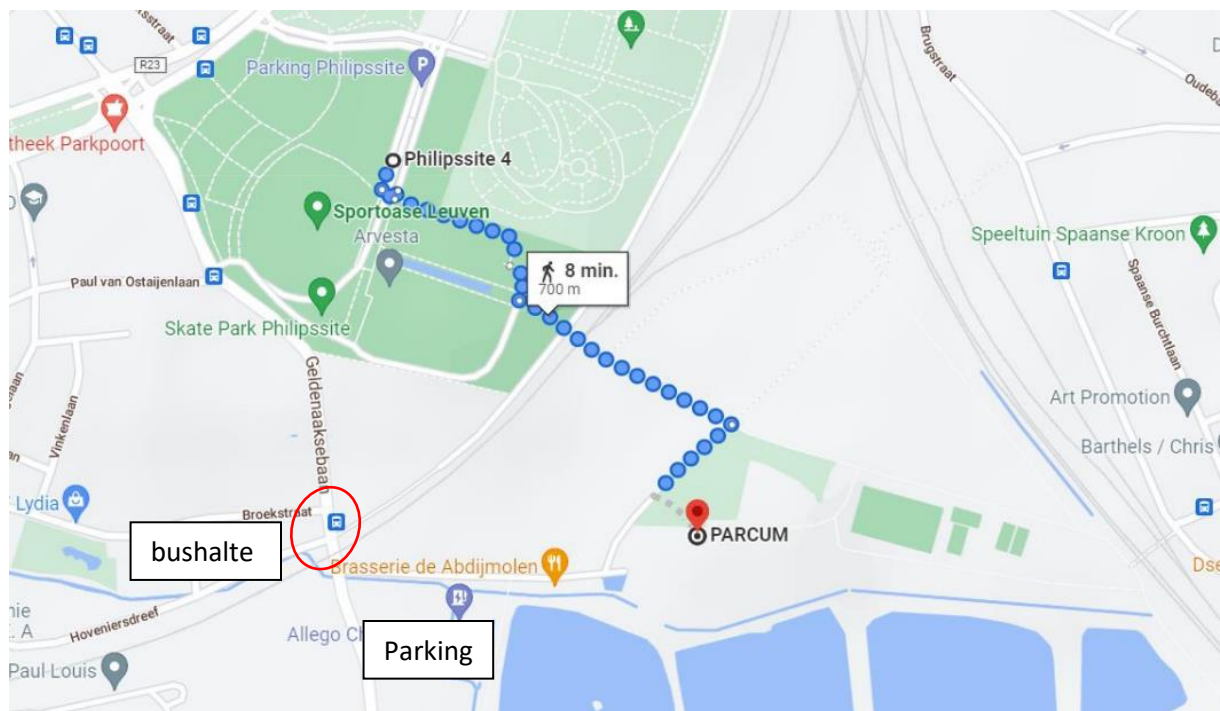 R23
Parking Philipssite
P
Brugstraat
theek Parkpoort
Philipssite 4
Sportoase Leuven
Arvesta
8 min.
700 m
Speeltuin Spaanse Kroon
Paul van Ostaijenlaan
Skate Park Philipssite
Spaanse Burchtlaan
Geldenaaksebaan
Vinkenlaan
Art Promotion
Barthels / Chris
Lydia
Broekstraat
bushalte
PARCUM
Brasserie de Abdijmolen
Hoveniersdreef
Allego Ch
Parking
Paul Louis